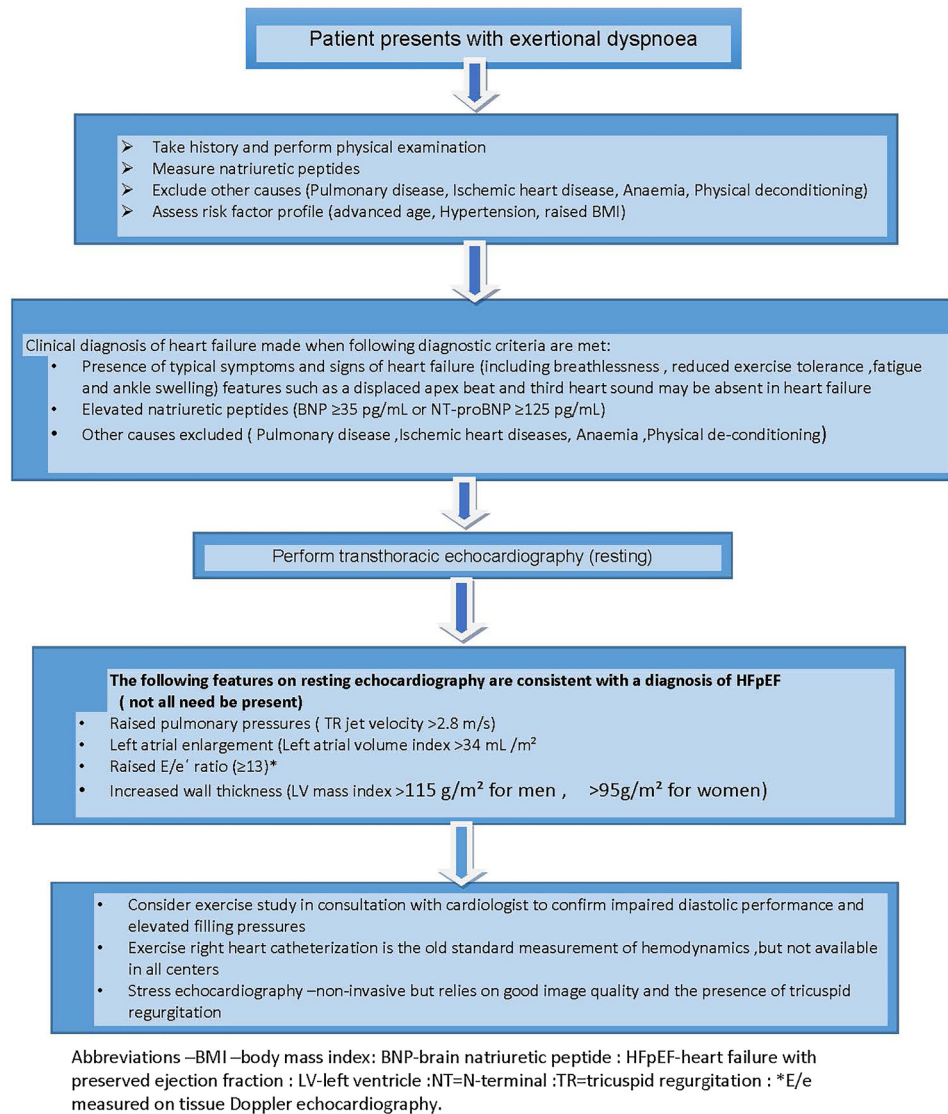 Patient presents with exertional dyspnoea
➢ Take history and perform physical examination
➢ Measure natriuretic peptides
➢ Exclude other causes (Pulmonary disease, Ischemic heart disease, Anaemia, Physical deconditioning)
➢ Assess risk factor profile (advanced age, Hypertension, raised BMI)
Clinical diagnosis of heart failure made when following diagnostic criteria are met:
• Presence of typical symptoms and signs of heart failure (including breathlessness , reduced exercise tolerance ,fatigue
and ankle swelling) features such as a displaced apex beat and third heart sound may be absent in heart failure
• Elevated natriuretic peptides (BNP ≥35 pg/mL or NT-proBNP ≥125 pg/mL)
• Other causes excluded ( Pulmonary disease ,Ischemic heart diseases, Anaemia ,Physical de-conditioning)
Perform transthoracic echocardiography (resting)
The following features on resting echocardiography are consistent with a diagnosis of HFpEF
( not all need be present)
• Raised pulmonary pressures ( TR jet velocity >2.8 m/s)
• Left atrial enlargement (Left atrial volume index >34 mL /m²
• Raised E/e′ ratio (≥13)*
• Increased wall thickness (LV mass index >115 g/m² for men , >95g/m² for women)
• Consider exercise study in consultation with cardiologist to confirm impaired diastolic performance and
elevated filling pressures
• Exercise right heart catheterization is the old standard measurement of hemodynamics ,but not available
in all centers
• Stress echocardiography –non-invasive but relies on good image quality and the presence of tricuspid
regurgitation
Abbreviations –BMI –body mass index: BNP-brain natriuretic peptide : HFpEF-heart failure with
preserved ejection fraction : LV-left ventricle :NT=N-terminal :TR=tricuspid regurgitation : *E/e
measured on tissue Doppler echocardiography.